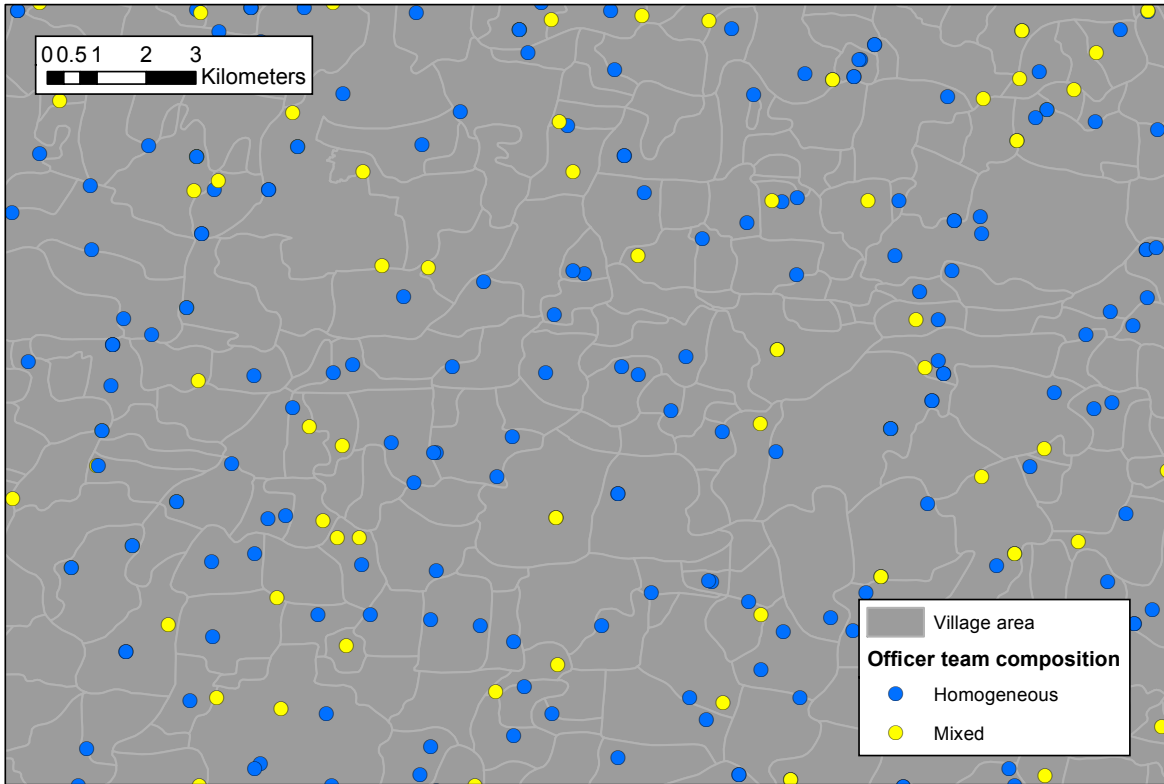 0 0.5 1 2 3
Kilometers
Village area
Officer team composition
Homogeneous
Mixed